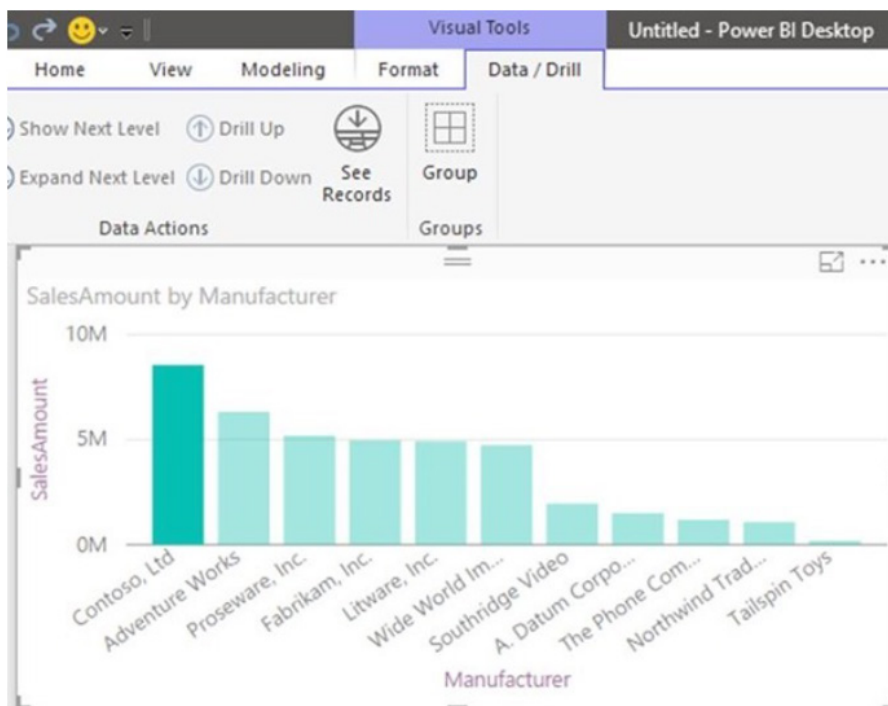 Visual Tools
Untitled - Power BI Desktop
Home View Modeling Format Data / Drill
Show Next Level Drill Up
Expand Next Level Drill Down
See
Records
Group
Data Actions Groups
SalesAmount by Manufacturer
10M
5M
0M
SalesAmount
Contoso, Ltd
Adventure Works
Proseware, Inc.
Fabrikam, Inc.
Litware, Inc.
Wide World Im...
Southridge Video
A. Datum Corpo...
The Phone Com...
Northwind Trad...
Tailspin Toys
Manufacturer